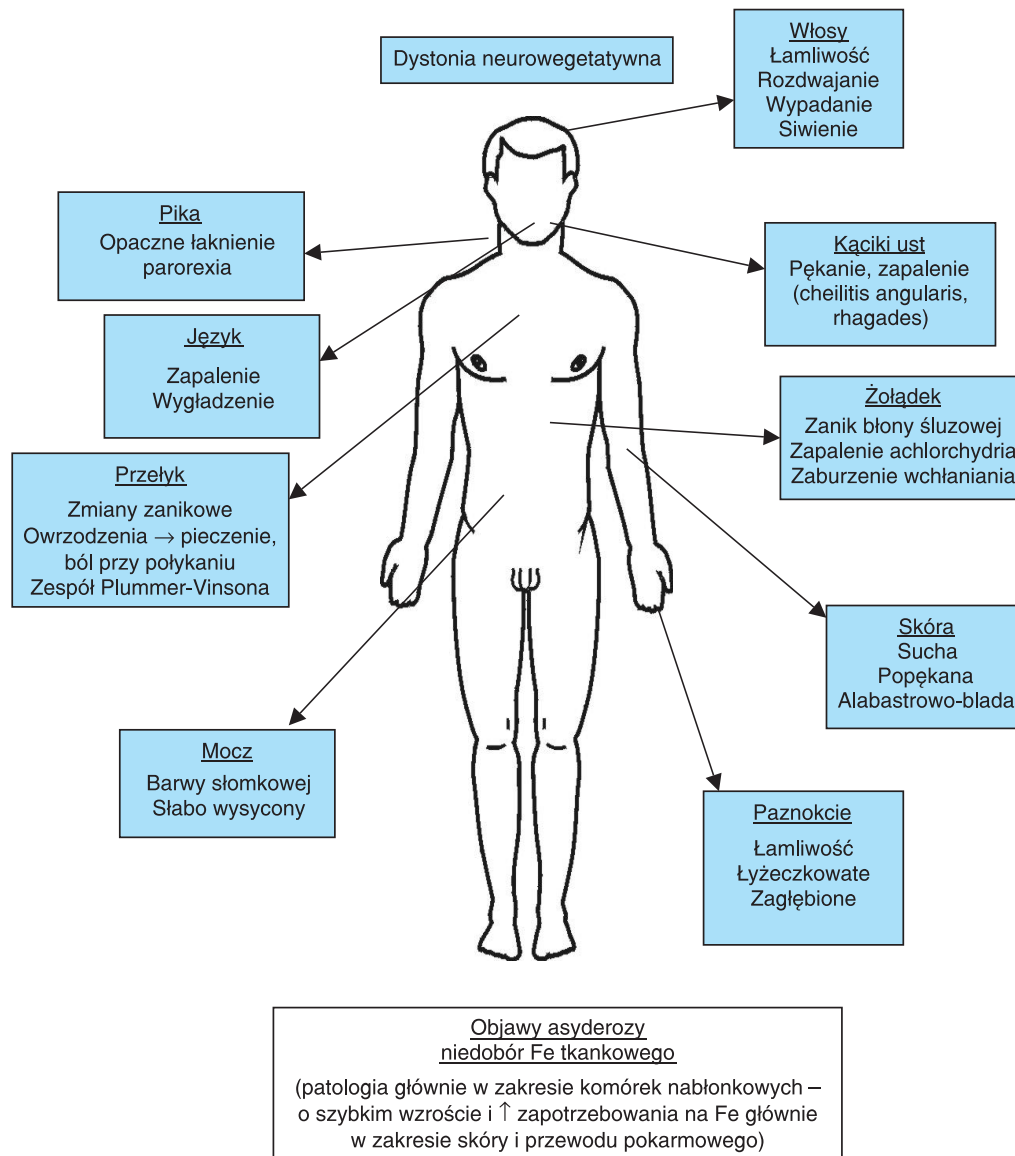 Dystonia neurowegetatywna
Włosy
Łamliwość
Rozdwajanie
Wypadanie
Siwienie
Pika
Opaczne łaknienie
parorexia
Kąciki ust
Pękanie, zapalenie
(cheilitis angularis,
rhagades)
Język
Zapalenie
Wygładzenie
Żołądek
Zanik błony śluzowej
Zapalenie achlorchydria
Zaburzenie wchłaniania
Przełyk
Zmiany zanikowe
Owrzodzenia → pieczenie,
ból przy połykaniu
Zespół Plummer-Vinsona
Skóra
Sucha
Popękana
Alabastrowo-blada
Mocz
Barwy słomkowej
Słabo wysycony
Paznokcie
Łamliwość
Łyżeczkowate
Zagłębione
Objawy asyderozy
niedobór Fe tkankowego
(patologia głównie w zakresie komórek nabłonkowych –
o szybkim wzroście i ↑ zapotrzebowania na Fe głównie
w zakresie skóry i przewodu pokarmowego)